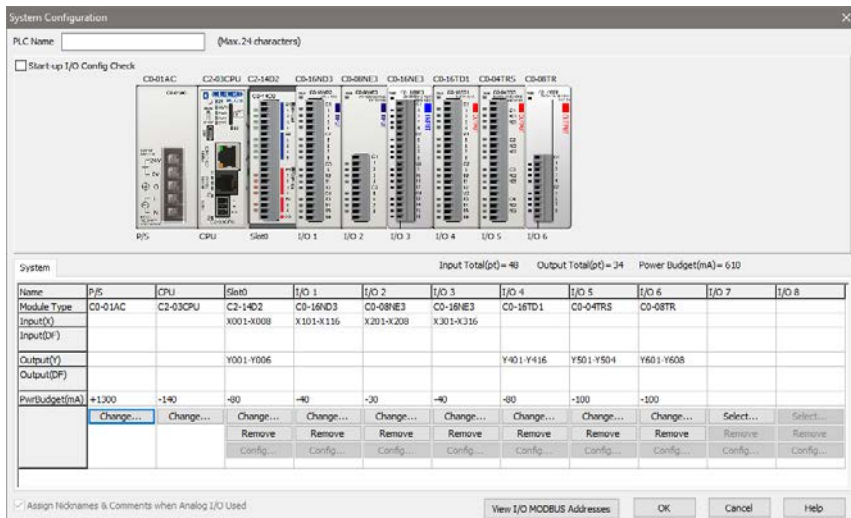 System Configuration
PLC Name
(Max. 24 characters)
Start-up I/O Config Check
C0-01AC C2-03CPU C2-14D2 C0-16ND3 C0-08NE3 C0-16NE3 C0-16TD1 C0-04TRS C0-08TR
P/S CPU Slot0 I/O 1 I/O 2 I/O 3 I/O 4 I/O 5 I/O 6
System
Input Total(pt)= 48 Output Total(pt)= 34 Power Budget(mA)= 610
Name P/S CPU Slot0 I/O 1 I/O 2 I/O 3 I/O 4 I/O 5 I/O 6 I/O 7 I/O 8
Module Type C0-01AC C2-03CPU C2-14D2 C0-16ND3 C0-08NE3 C0-16NE3 C0-16TD1 C0-04TRS C0-08TR
Input(X) X001-X008 X101-X116 X201-X208 X301-X316
Input(DF)
Output(Y) Y001-Y006 Y401-Y416 Y501-Y504 Y601-Y608
Output(DF)
PwrBudget(mA) +1300 -140 -80 -40 -30 -40 -80 -100 -100
Change... Change... Change... Change... Change... Change... Change... Change... Change... Select... Select...
Remove Remove Remove Remove Remove Remove Remove Remove Remove
Config... Config... Config... Config... Config... Config... Config... Config... Config...
Assign Nicknames & Comments when Analog I/O Used
View I/O MODBUS Addresses OK Cancel Help